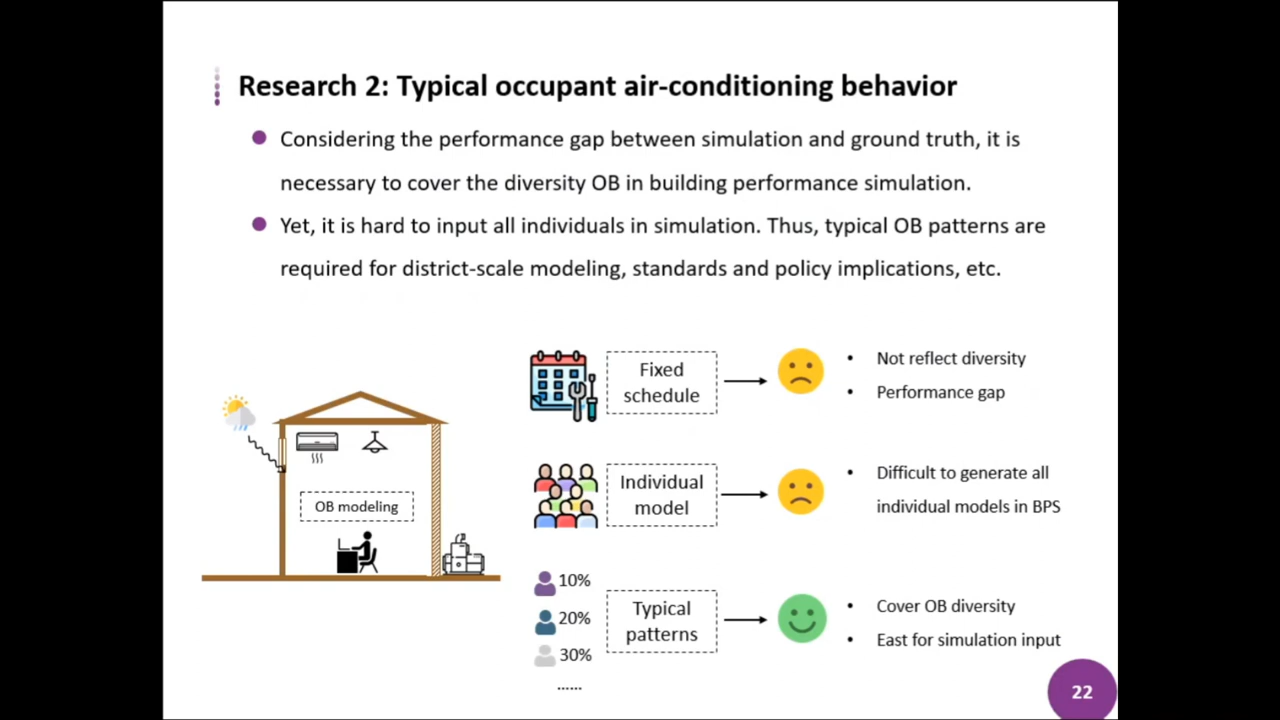 Research 2: Typical occupant air-conditioning behavior
Considering the performance gap between simulation and ground truth, it is
necessary to cover the diversity OB in building performance simulation.
Yet, it is hard to input all individuals in simulation. Thus, typical OB patterns are
required for district-scale modeling, standards and policy implications, etc.
OB modeling
Fixed
schedule
Not reflect diversity
Performance gap
Individual
model
Difficult to generate all
individual models in BPS
10%
20%
30%
......
Typical
patterns
Cover OB diversity
East for simulation input
22